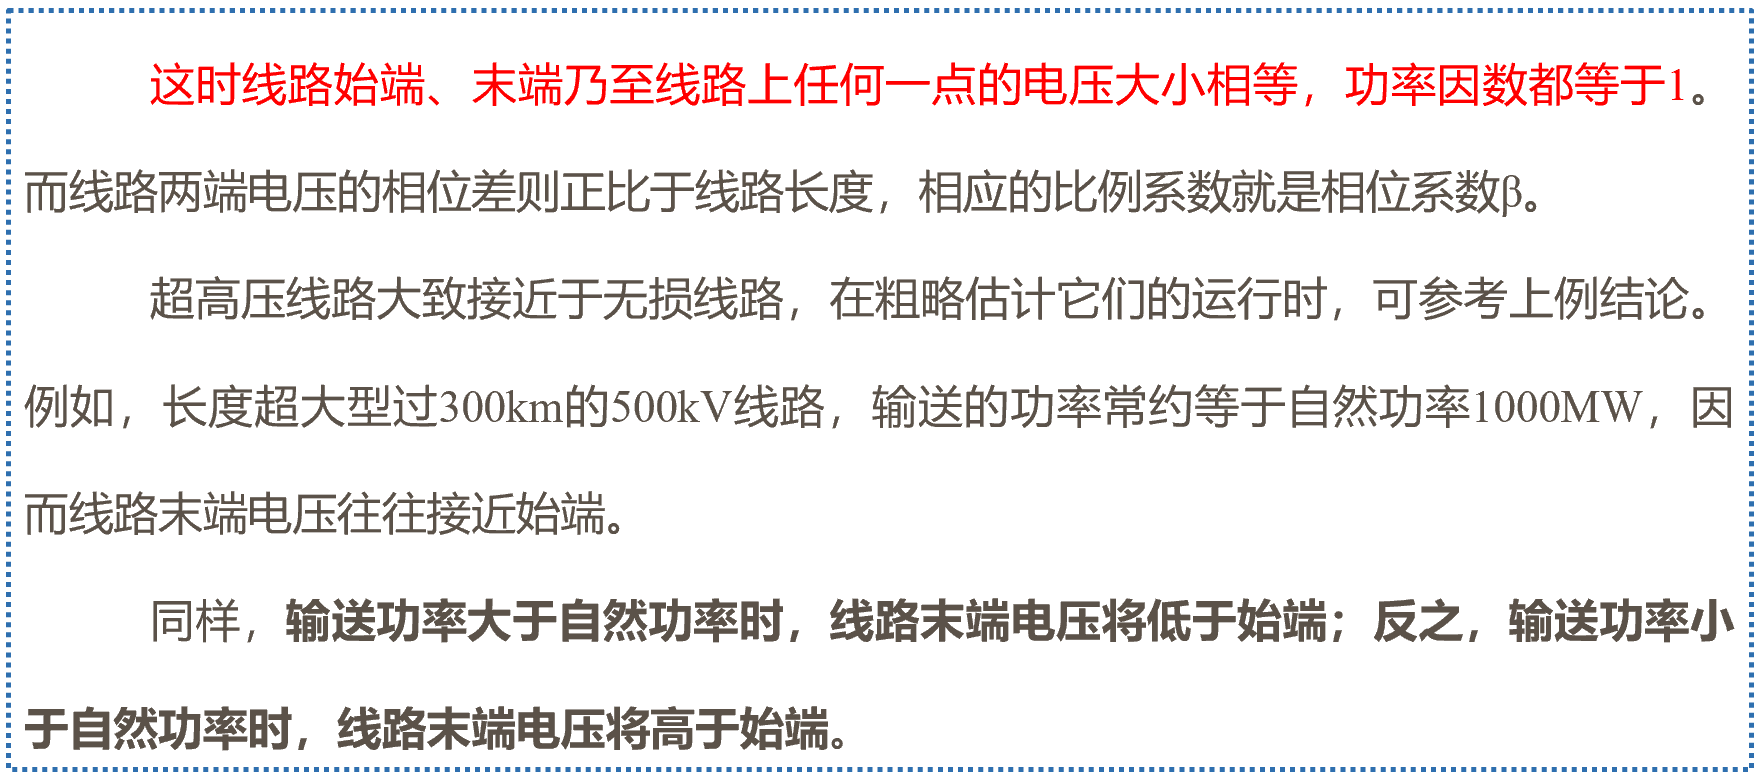 这时线路始端、末端乃至线路上任何一点的电压大小相等，功率因数都等于1。
而线路两端电压的相位差则正比于线路长度，相应的比例系数就是相位系数β。
超高压线路大致接近于无损线路，在粗略估计它们的运行时，可参考上例结论。
例如，长度超大型过300km的500kV线路，输送的功率常约等于自然功率1000MW，因
而线路末端电压往往接近始端。
同样，输送功率大于自然功率时，线路末端电压将低于始端；反之，输送功率小
于自然功率时，线路末端电压将高于始端。